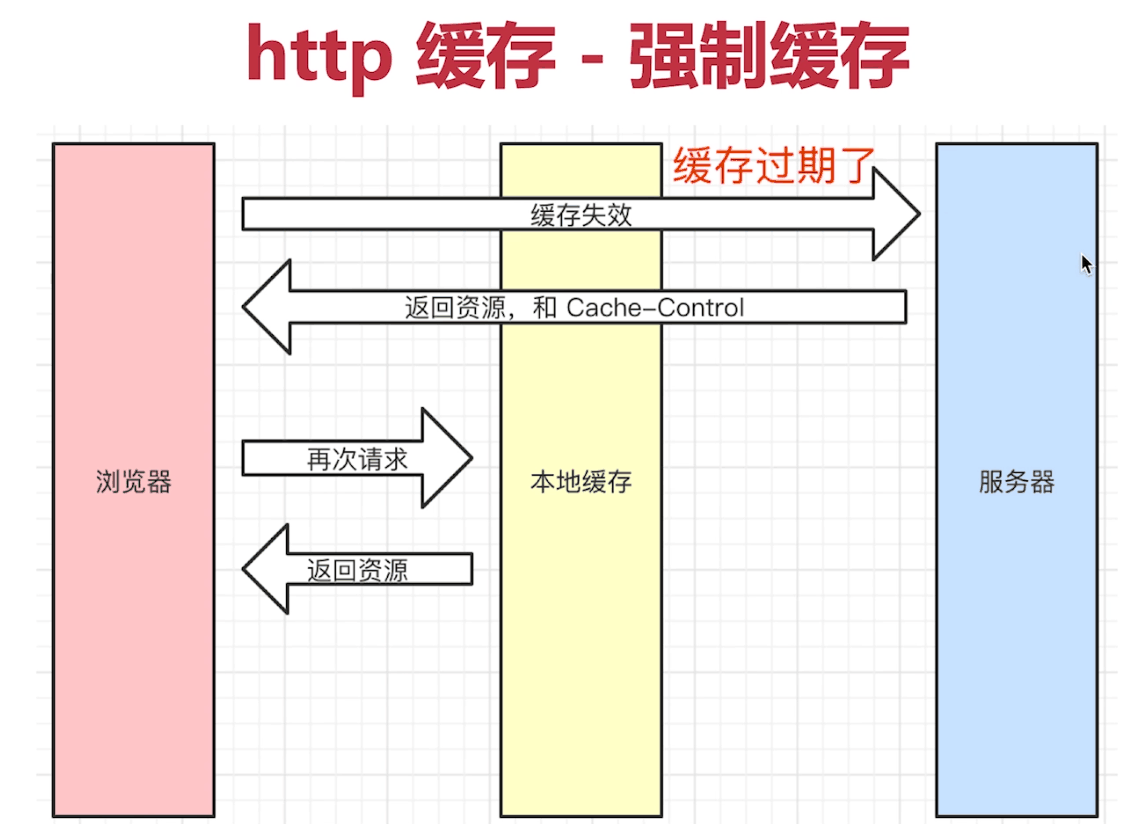 http 缓存 - 强制缓存
缓存过期了
缓存失效
返回资源，和 Cache-Control
再次请求
浏览器
本地缓存
服务器
返回资源